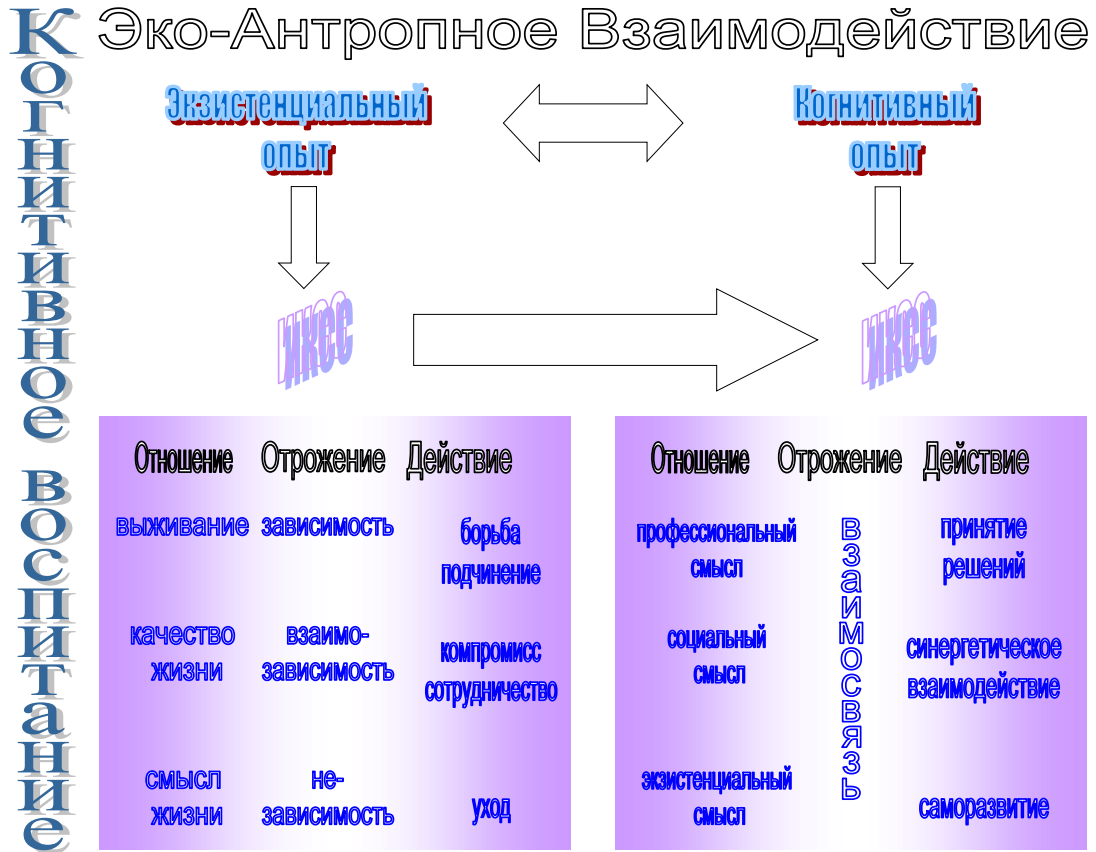 Когнитивное воспитание
Эко-Антропное Взаимодействие
Экзистенциальный
опыт
Когнитивный
опыт
ИКСС
ИКСС
Отношение Отрожение Действие
выживание зависимость борьба
подчинение
качество
жизни
взаимо-
зависимость
компромисс
сотрудничество
смысл
жизни
не-
зависимость
уход
Отношение Отрожение Действие
профессиональный
смысл
социальный
смысл
экзистенциальный
смысл
взаимосвязь
принятие
решений
синергетическое
взаимодействие
саморазвитие